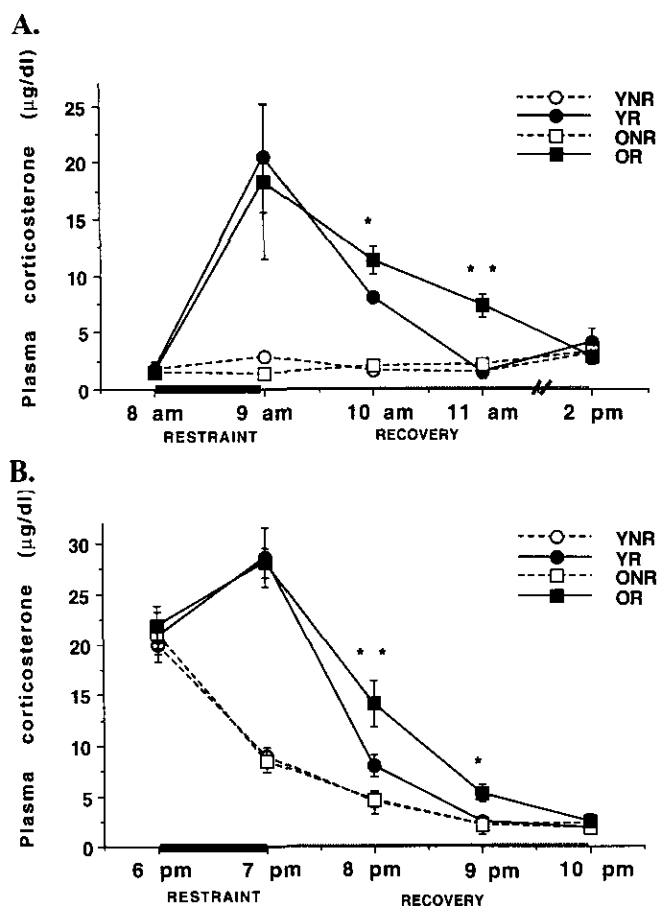 A.
Plasma corticosterone (µg/dl)
25
20
15
10
5
0
YNR
YR
ONR
OR
*
* *
8 am 9 am 10 am 11 am 2 pm
RESTRAINT RECOVERY
B.
Plasma corticosterone (µg/dl)
30
25
20
15
10
5
0
YNR
YR
ONR
OR
* *
*
6 pm 7 pm 8 pm 9 pm 10 pm
RESTRAINT RECOVERY